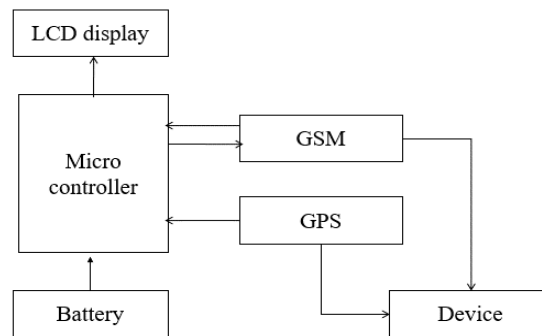 LCD display
Micro
controller
GSM
GPS
Battery
Device